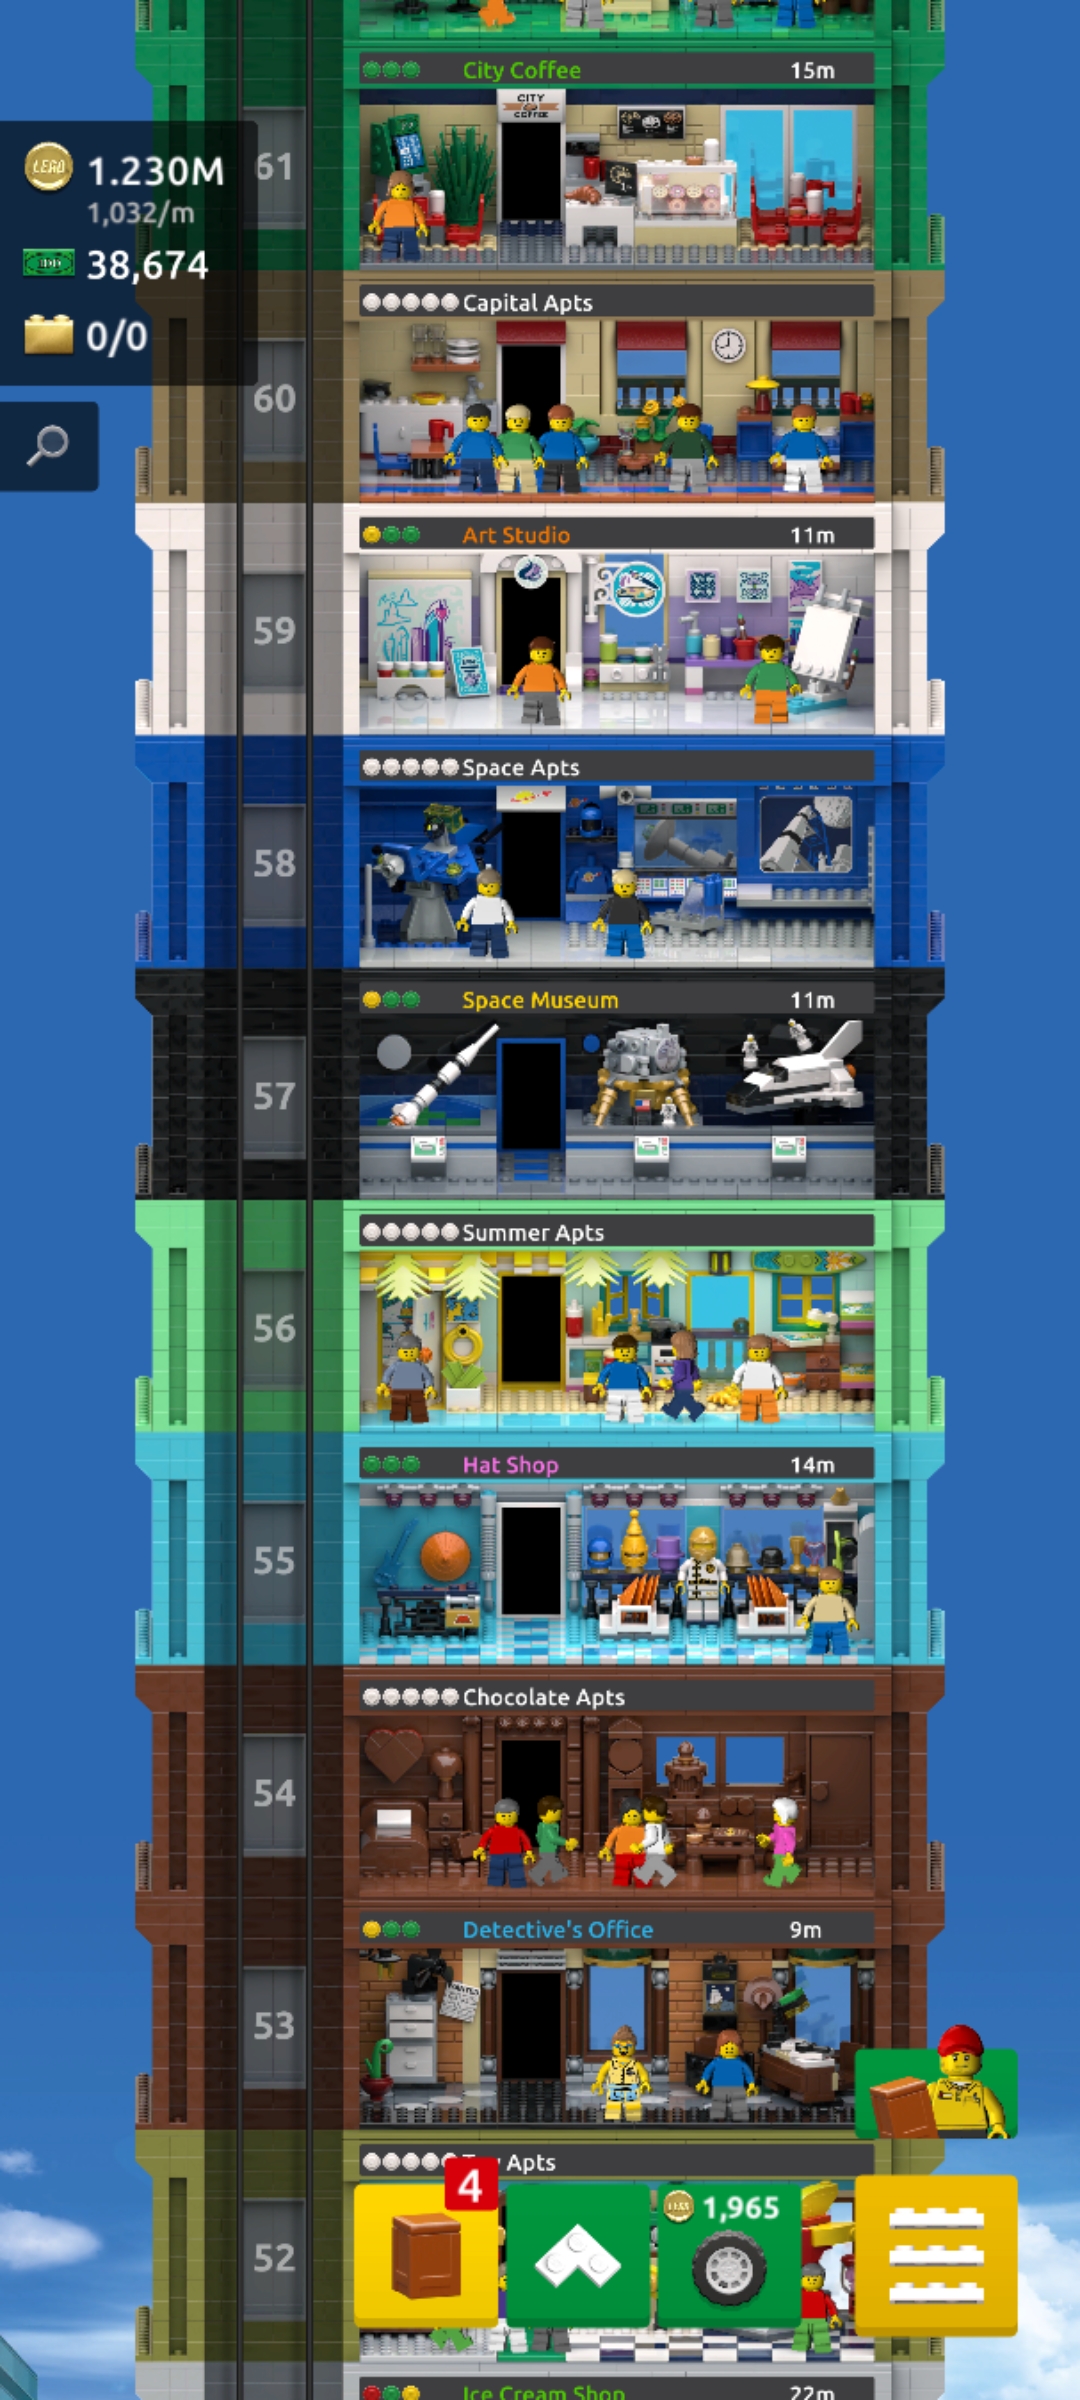 City Coffee 15m
CITY
COFFEE
61
LEGO 1.230M
1,032/m
38,674
0/0
Capital Apts
60
Art Studio 11m
59
Space Apts
58
Space Museum 11m
57
Summer Apts
56
Hat Shop 14m
55
Chocolate Apts
54
Detective's Office 9m
53
Apts
4
1,965
52
Ice Cream Shop 22m